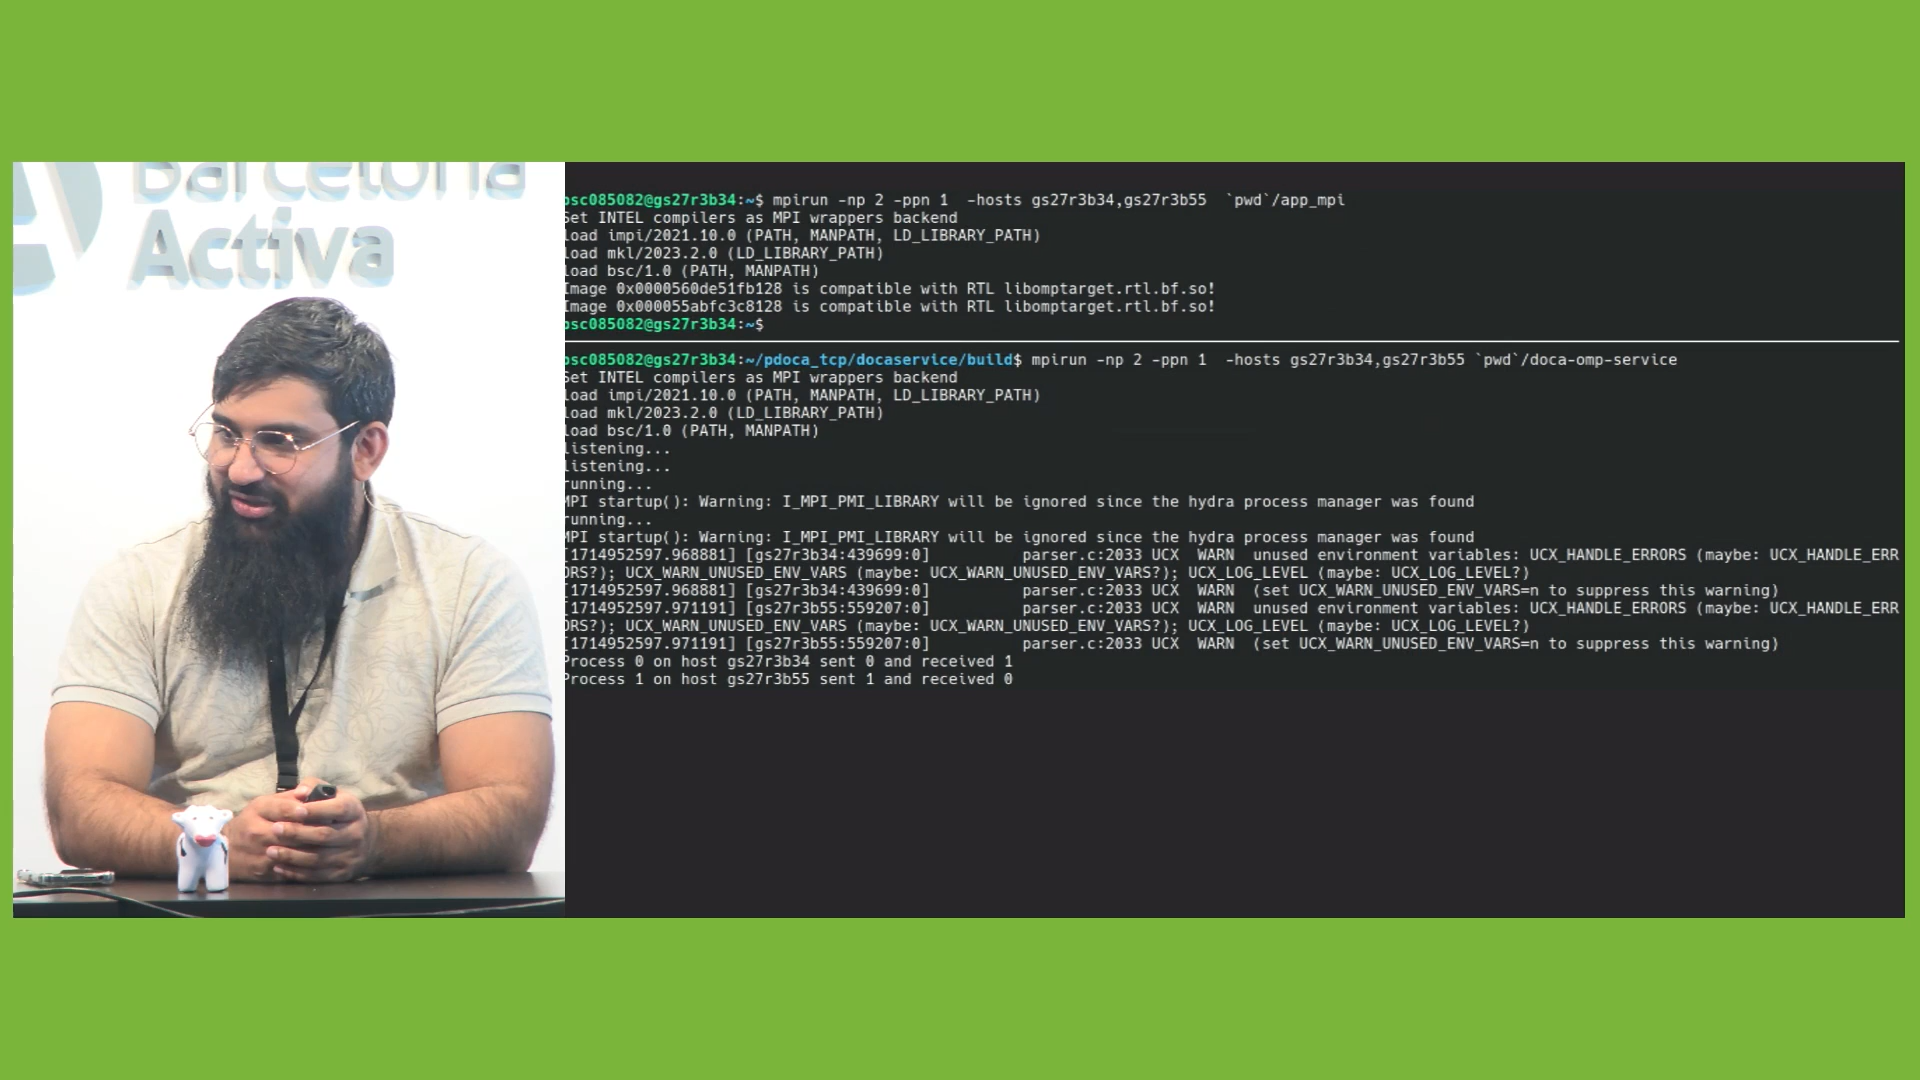 Barcelona
Activa
bsc085082@gs27r3b34:~$ mpirun -np 2 -ppn 1  -hosts gs27r3b34,gs27r3b55  `pwd`/app_mpi
Set INTEL compilers as MPI wrappers backend
load impi/2021.10.0 (PATH, MANPATH, LD_LIBRARY_PATH)
load mkl/2023.2.0 (LD_LIBRARY_PATH)
load bsc/1.0 (PATH, MANPATH)
Image 0x0000560de51fb128 is compatible with RTL libomptarget.rtl.bf.so!
Image 0x000055abfc3c8128 is compatible with RTL libomptarget.rtl.bf.so!
bsc085082@gs27r3b34:~$
bsc085082@gs27r3b34:~/pdoca_tcp/docaservice/build$ mpirun -np 2 -ppn 1  -hosts gs27r3b34,gs27r3b55 `pwd`/doca-omp-service
Set INTEL compilers as MPI wrappers backend
load impi/2021.10.0 (PATH, MANPATH, LD_LIBRARY_PATH)
load mkl/2023.2.0 (LD_LIBRARY_PATH)
load bsc/1.0 (PATH, MANPATH)
listening...
listening...
running...
MPI startup(): Warning: I_MPI_PMI_LIBRARY will be ignored since the hydra process manager was found
running...
MPI startup(): Warning: I_MPI_PMI_LIBRARY will be ignored since the hydra process manager was found
[1714952597.968881] [gs27r3b34:439699:0]          parser.c:2033 UCX  WARN  unused environment variables: UCX_HANDLE_ERRORS (maybe: UCX_HANDLE_ERR
ORS?); UCX_WARN_UNUSED_ENV_VARS (maybe: UCX_WARN_UNUSED_ENV_VARS?); UCX_LOG_LEVEL (maybe: UCX_LOG_LEVEL?)
[1714952597.968881] [gs27r3b34:439699:0]          parser.c:2033 UCX  WARN  (set UCX_WARN_UNUSED_ENV_VARS=n to suppress this warning)
[1714952597.971191] [gs27r3b55:559207:0]          parser.c:2033 UCX  WARN  unused environment variables: UCX_HANDLE_ERRORS (maybe: UCX_HANDLE_ERR
ORS?); UCX_WARN_UNUSED_ENV_VARS (maybe: UCX_WARN_UNUSED_ENV_VARS?); UCX_LOG_LEVEL (maybe: UCX_LOG_LEVEL?)
[1714952597.971191] [gs27r3b55:559207:0]          parser.c:2033 UCX  WARN  (set UCX_WARN_UNUSED_ENV_VARS=n to suppress this warning)
Process 0 on host gs27r3b34 sent 0 and received 1
Process 1 on host gs27r3b55 sent 1 and received 0